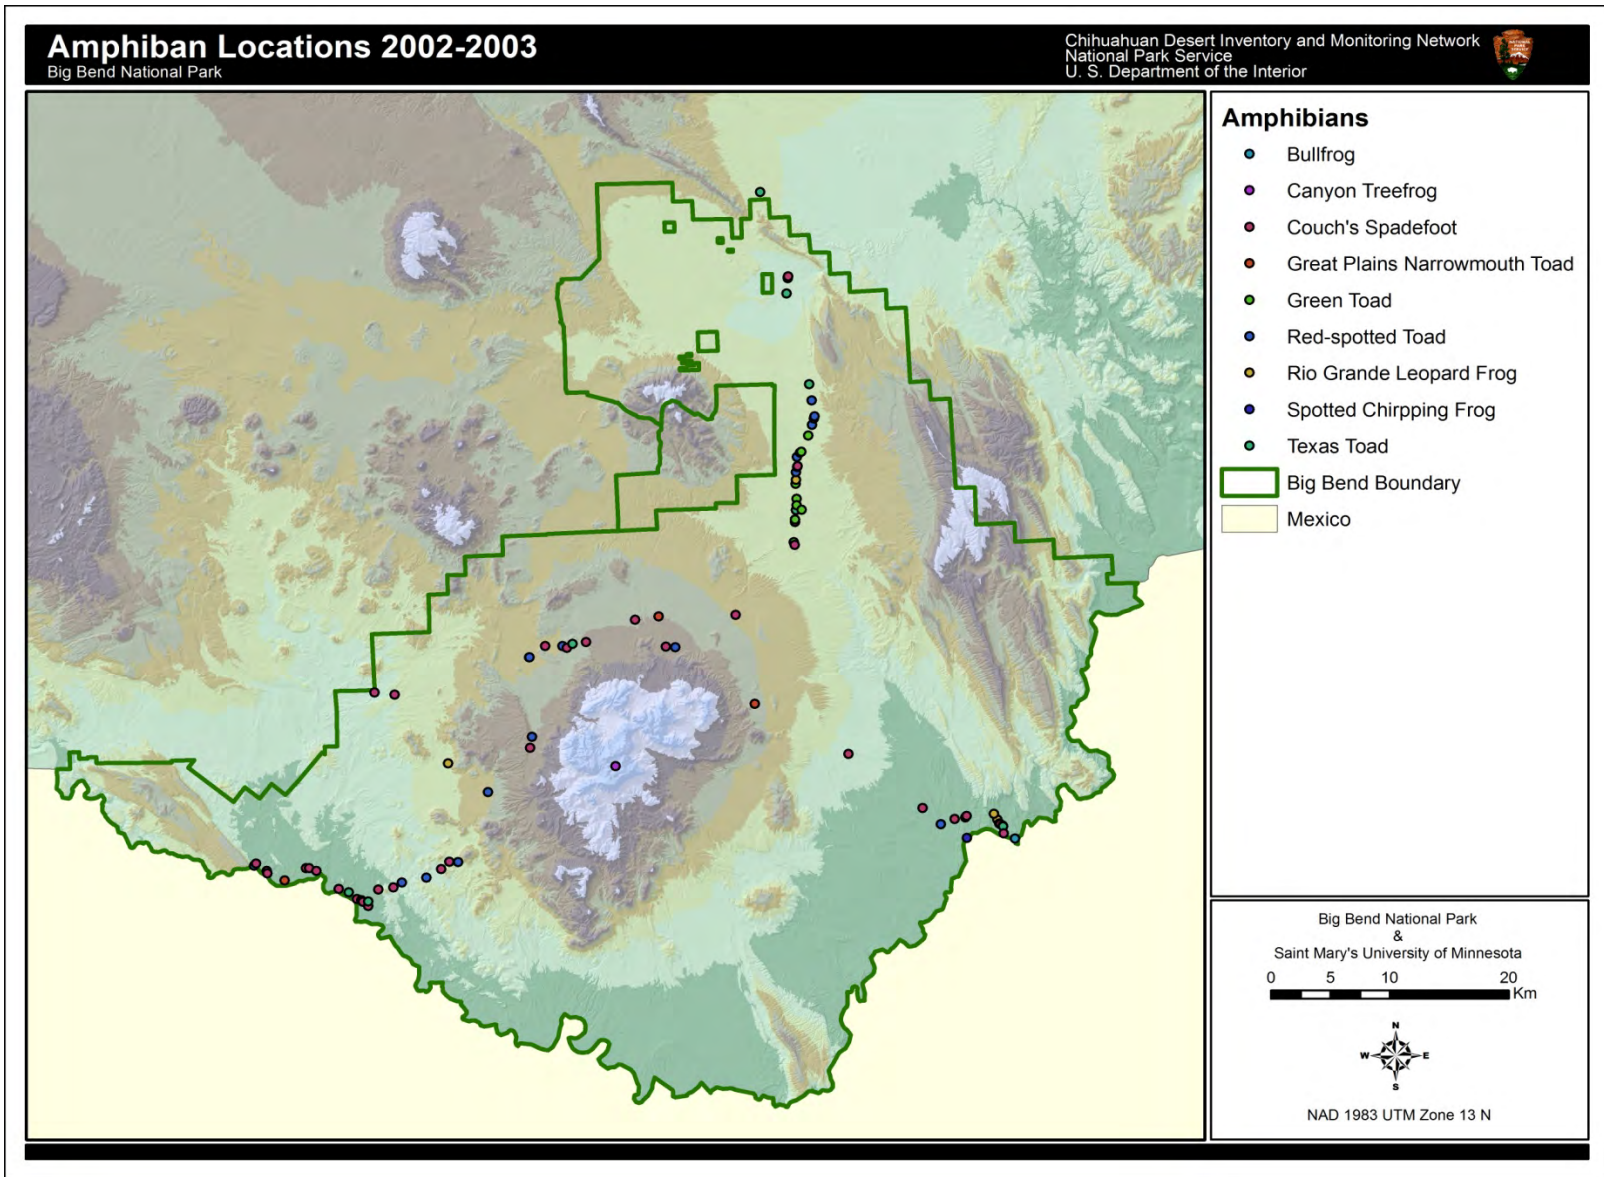 Amphiban Locations 2002-2003
Big Bend National Park
Chihuahuan Desert Inventory and Monitoring Network
National Park Service
U. S. Department of the Interior
Amphibians
Bullfrog
Canyon Treefrog
Couch's Spadefoot
Great Plains Narrowmouth Toad
Green Toad
Red-spotted Toad
Rio Grande Leopard Frog
Spotted Chirpping Frog
Texas Toad
Big Bend Boundary
Mexico
Big Bend National Park
&
Saint Mary's University of Minnesota
0 5 10 20
Km
N
W E
S
NAD 1983 UTM Zone 13 N